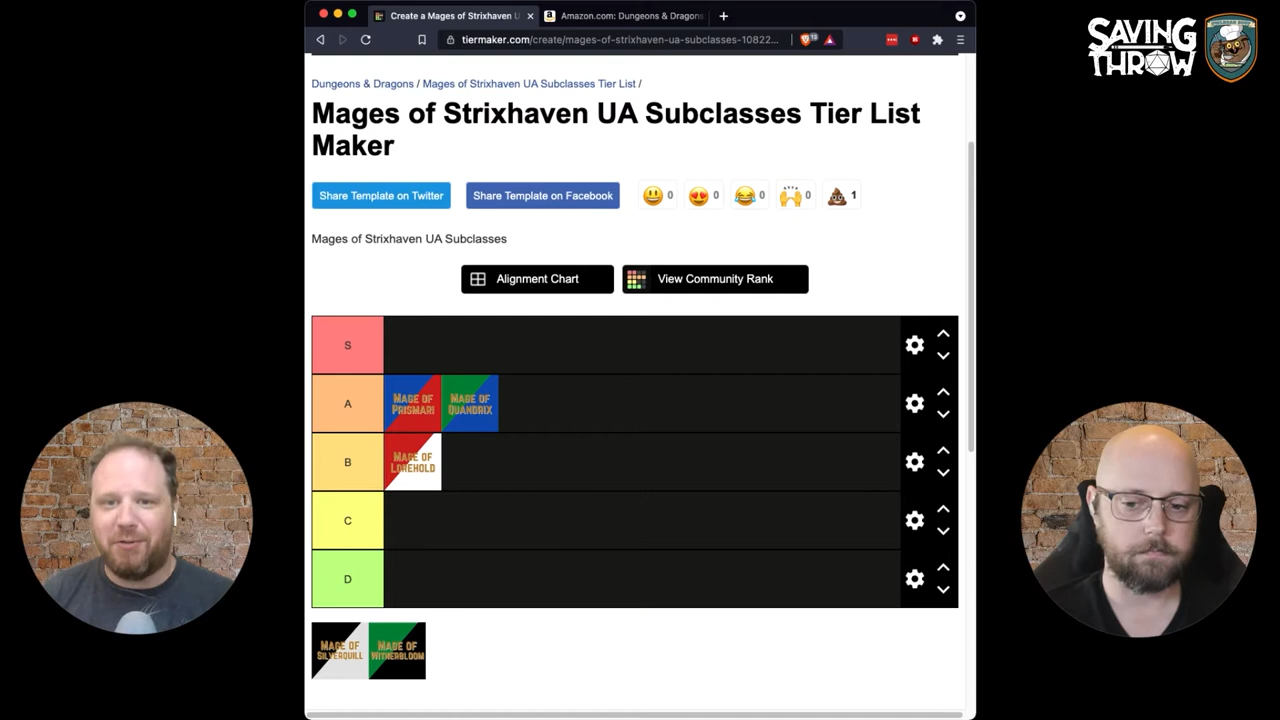 Create a Mages of Strixhaven U
Amazon.com: Dungeons & Dragons
SAVING THROW
tiermaker.com/create/mages-of-strixhaven-ua-subclasses-10822...
13
Dungeons & Dragons / Mages of Strixhaven UA Subclasses Tier List /
Mages of Strixhaven UA Subclasses Tier List
Maker
Share Template on Twitter
Share Template on Facebook
0
0
0
0
1
Mages of Strixhaven UA Subclasses
Alignment Chart
View Community Rank
S
A
MAGE OF PRISMARI
MAGE OF QUANDRIX
B
MAGE OF LOREHOLD
C
D
MAGE OF SILVERQUILL
MAGE OF WITHERBLOOM